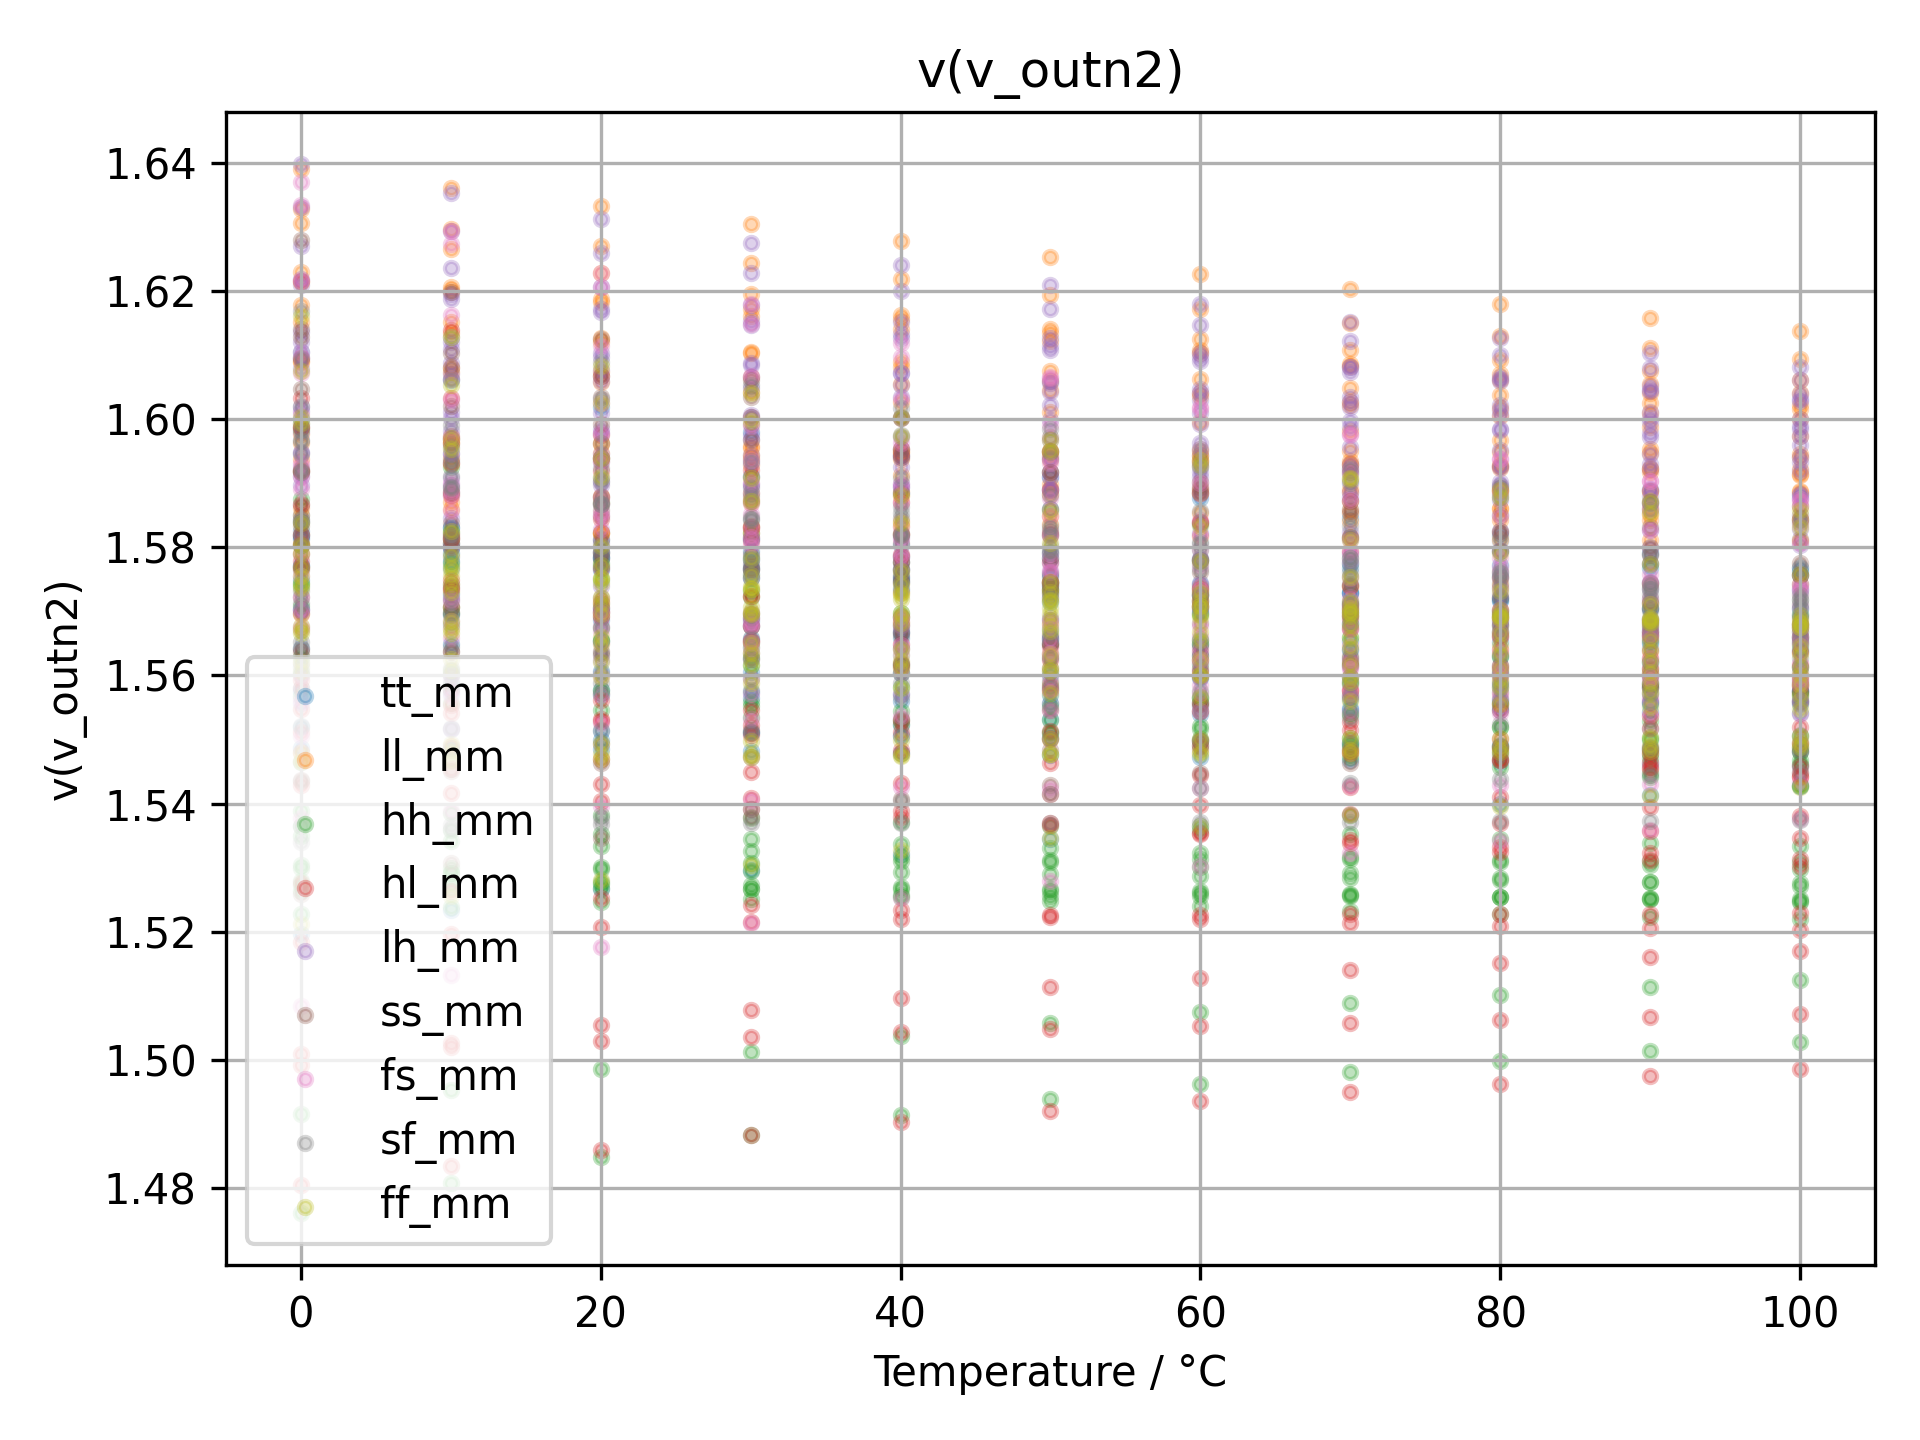 v(v_outn2)
v(v_outn2)
1.64
1.62
1.60
1.58
1.56
1.54
1.52
1.50
1.48
tt_mm
ll_mm
hh_mm
hl_mm
lh_mm
ss_mm
fs_mm
sf_mm
ff_mm
0 20 40 60 80 100
Temperature / °C